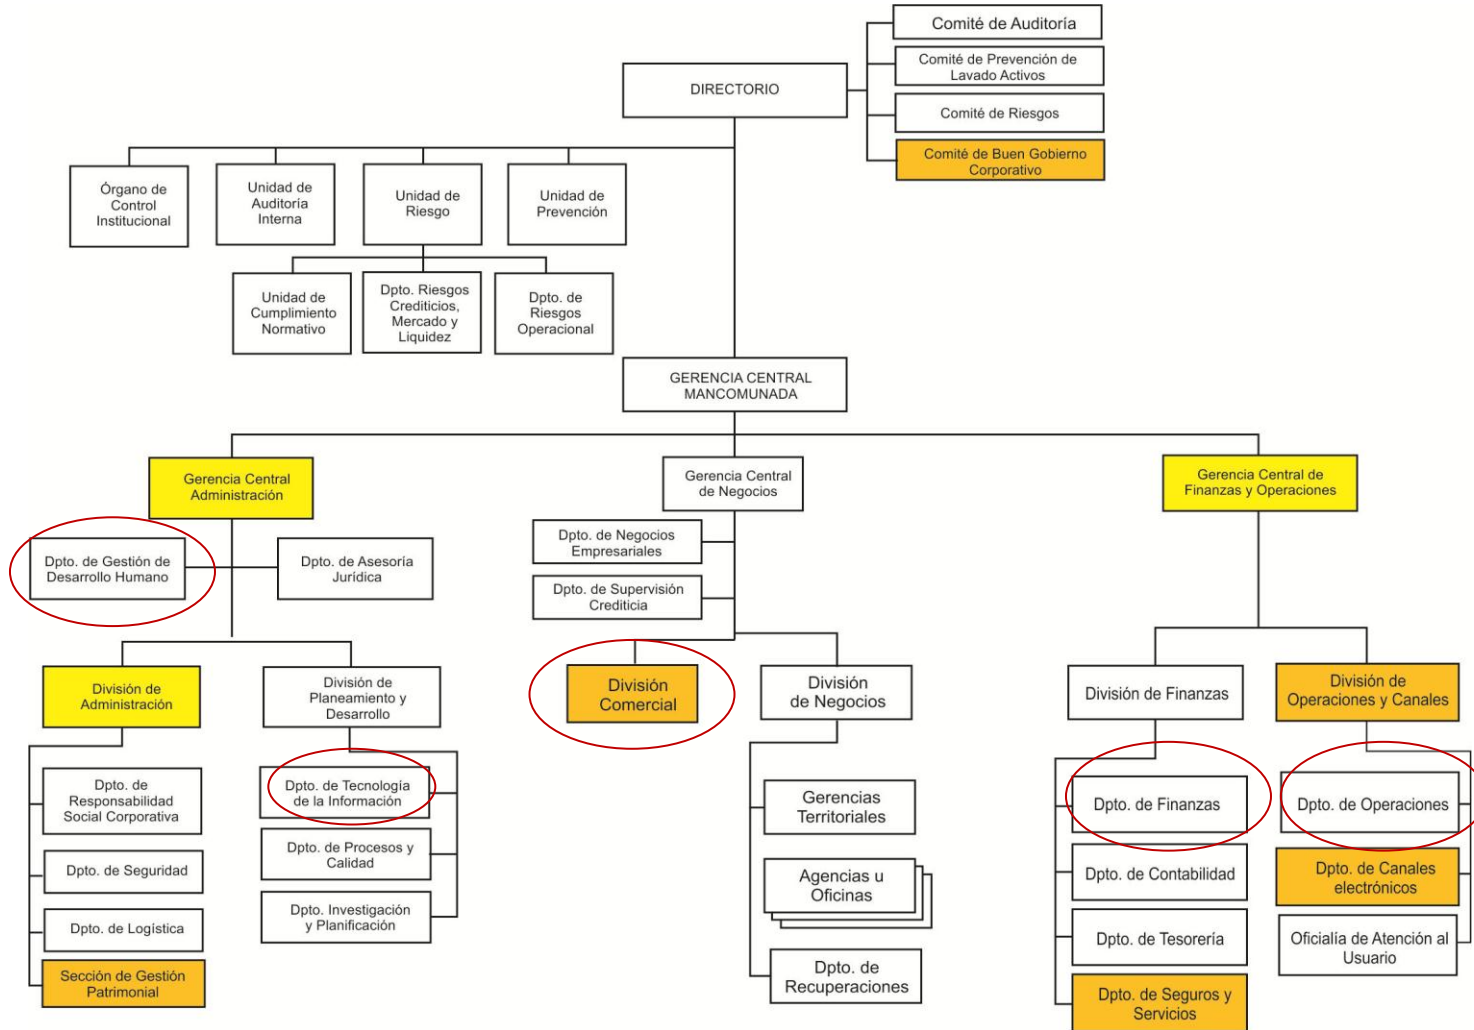 Comité de Auditoría
Comité de Prevención de
Lavado Activos
DIRECTORIO
Comité de Riesgos
Comité de Buen Gobierno
Corporativo
Órgano de
Control
Institucional
Unidad de
Auditoría
Interna
Unidad de
Riesgo
Unidad de
Prevención
Unidad de
Cumplimiento
Normativo
Dpto. Riesgos
Crediticios,
Mercado y
Liquidez
Dpto. de
Riesgos
Operacional
GERENCIA CENTRAL
MANCOMUNADA
Gerencia Central
Administración
Gerencia Central
de Negocios
Gerencia Central de
Finanzas y Operaciones
Dpto. de Gestión de
Desarrollo Humano
Dpto. de Asesoría
Jurídica
Dpto. de Negocios
Empresariales
Dpto. de Supervisión
Crediticia
División de
Administración
División de
Planeamiento y
Desarrollo
División
Comercial
División
de Negocios
División de Finanzas
División de
Operaciones y Canales
Dpto. de
Responsabilidad
Social Corporativa
Dpto. de Seguridad
Dpto. de Logística
Sección de Gestión
Patrimonial
Dpto. de Tecnología
de la Información
Dpto. de Procesos y
Calidad
Dpto. Investigación
y Planificación
Gerencias
Territoriales
Agencias u
Oficinas
Dpto. de
Recuperaciones
Dpto. de Finanzas
Dpto. de Contabilidad
Dpto. de Tesorería
Dpto. de Seguros y
Servicios
Dpto. de Operaciones
Dpto. de Canales
electrónicos
Oficialía de Atención al
Usuario